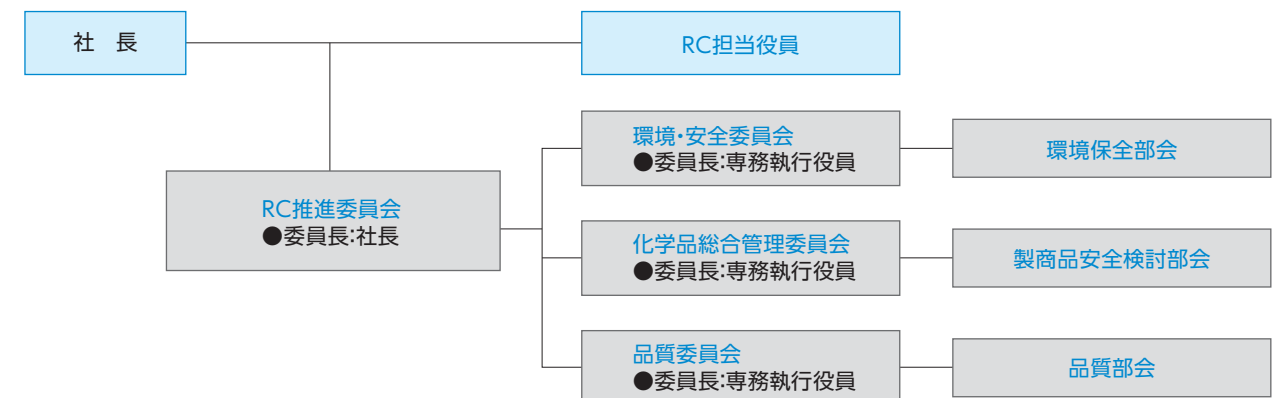 社 長
RC担当役員
RC推進委員会
●委員長:社長
環境・安全委員会
●委員長:専務執行役員
環境保全部会
化学品総合管理委員会
●委員長:専務執行役員
製商品安全検討部会
品質委員会
●委員長:専務執行役員
品質部会